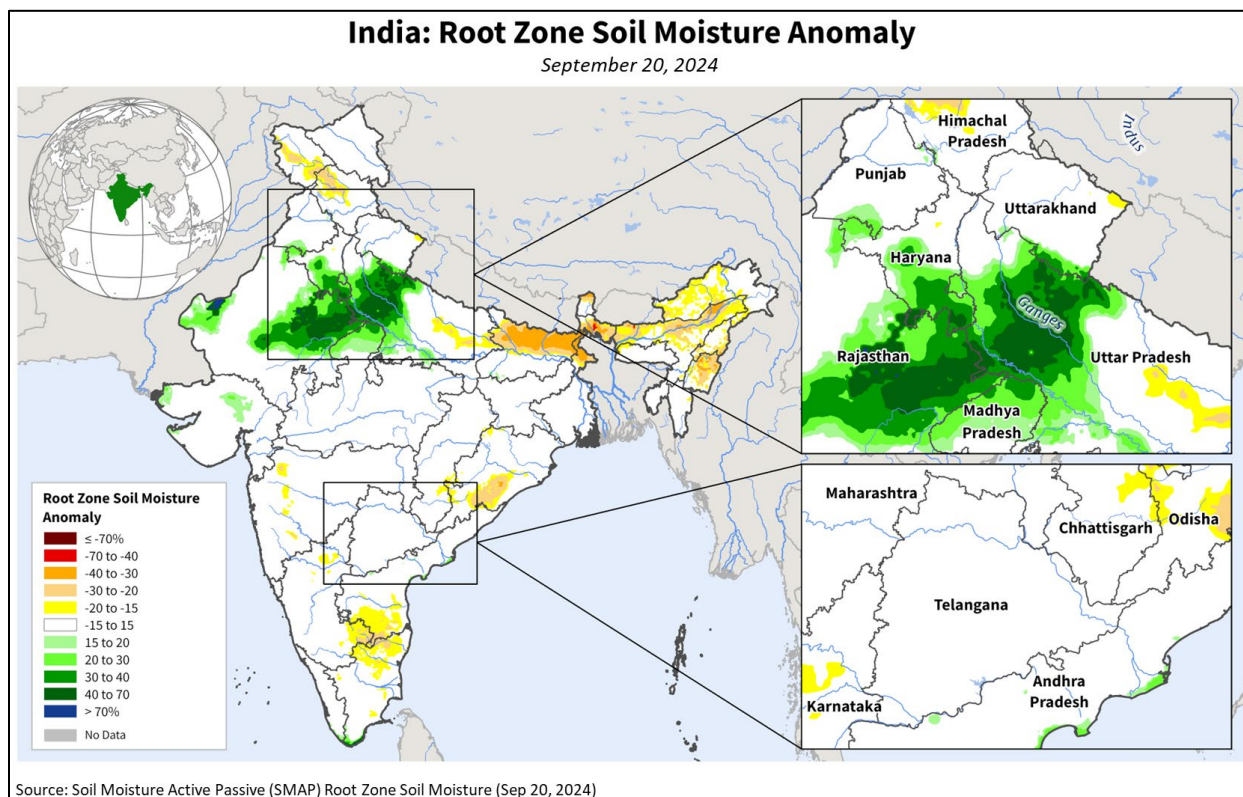 India: Root Zone Soil Moisture Anomaly
September 20, 2024
Himachal
Pradesh
Indus
Punjab
Uttarakhand
Haryana
Ganges
Rajasthan
Uttar Pradesh
Madhya
Pradesh
Root Zone Soil Moisture
Anomaly
≤ -70%
-70 to -40
-40 to -30
-30 to -20
-20 to -15
-15 to 15
15 to 20
20 to 30
30 to 40
40 to 70
> 70%
No Data
Maharashtra
Chhattisgarh
Odisha
Telangana
Andhra
Pradesh
Karnataka
Source: Soil Moisture Active Passive (SMAP) Root Zone Soil Moisture (Sep 20, 2024)